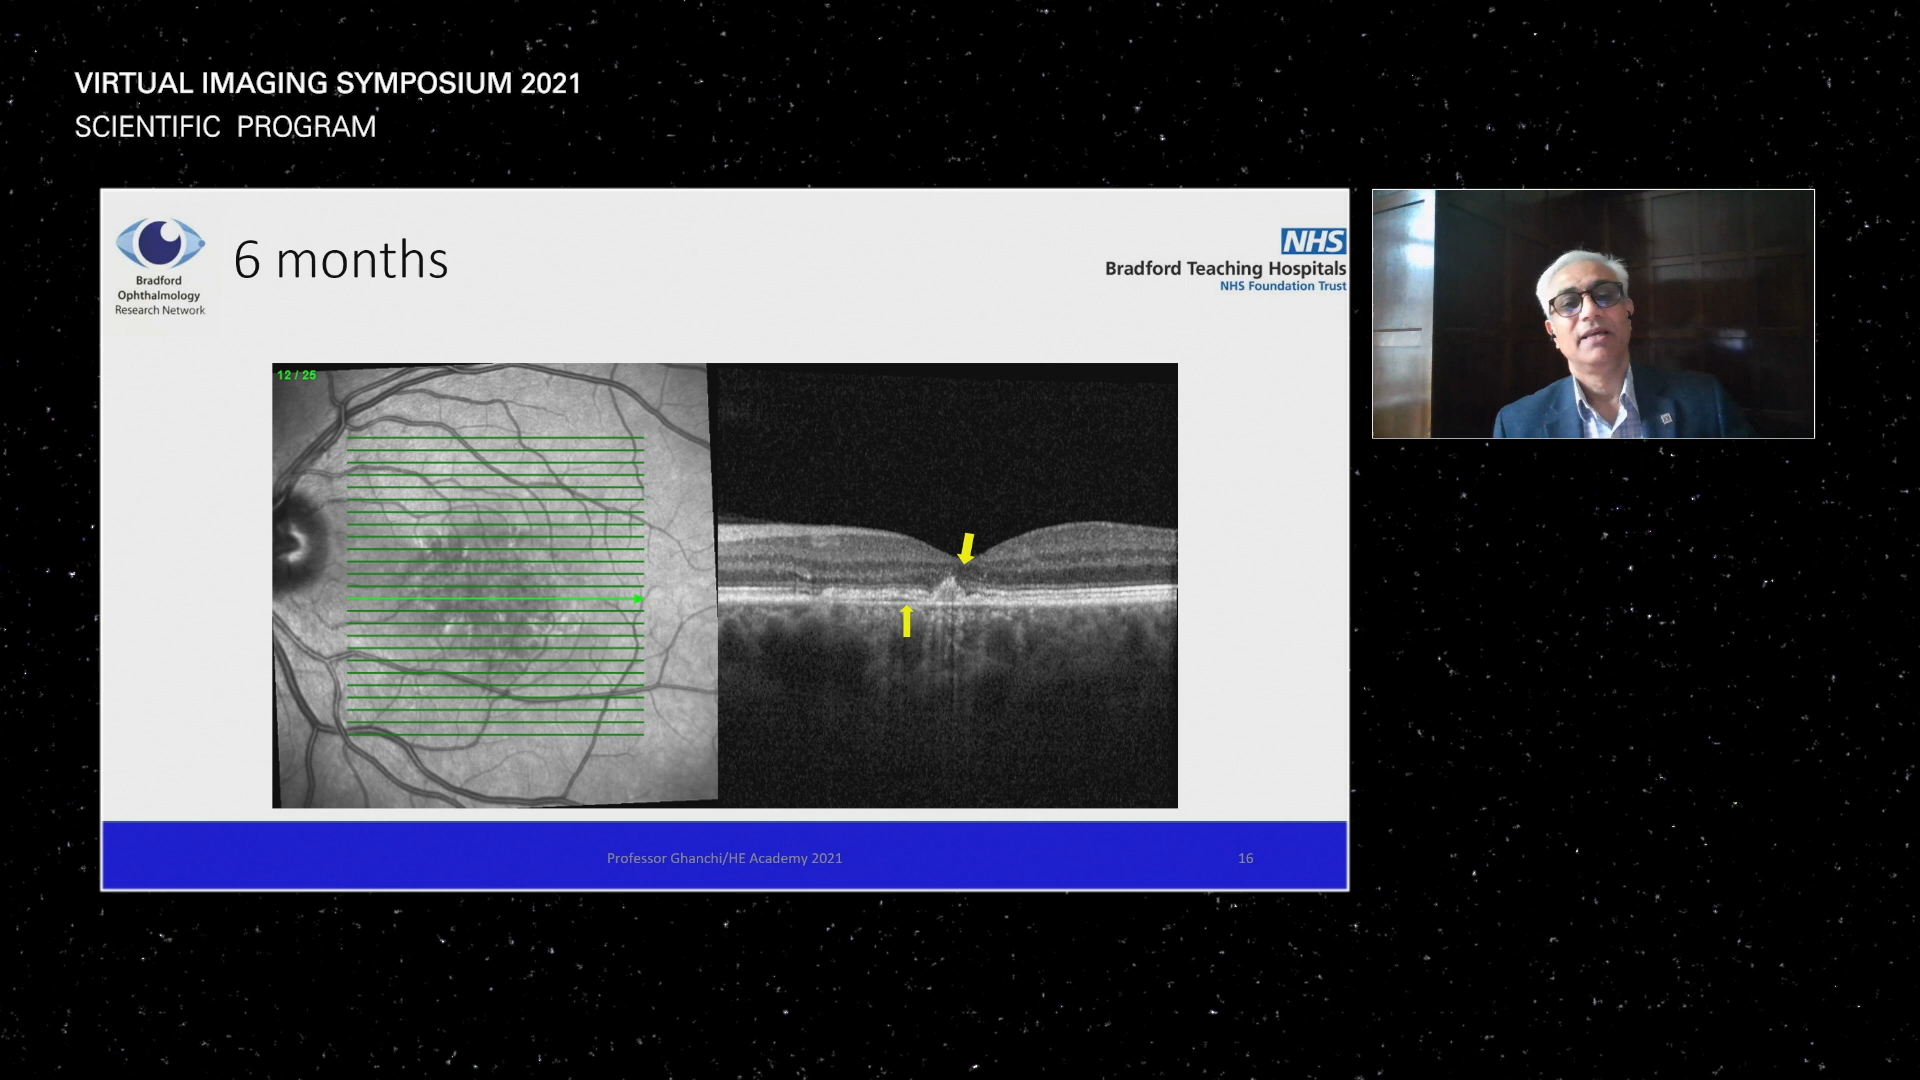 VIRTUAL IMAGING SYMPOSIUM 2021
SCIENTIFIC PROGRAM
Bradford
Ophthalmology
Research Network
6 months
NHS
Bradford Teaching Hospitals
NHS Foundation Trust
12 / 25
Professor Ghanchi/HE Academy 2021
16